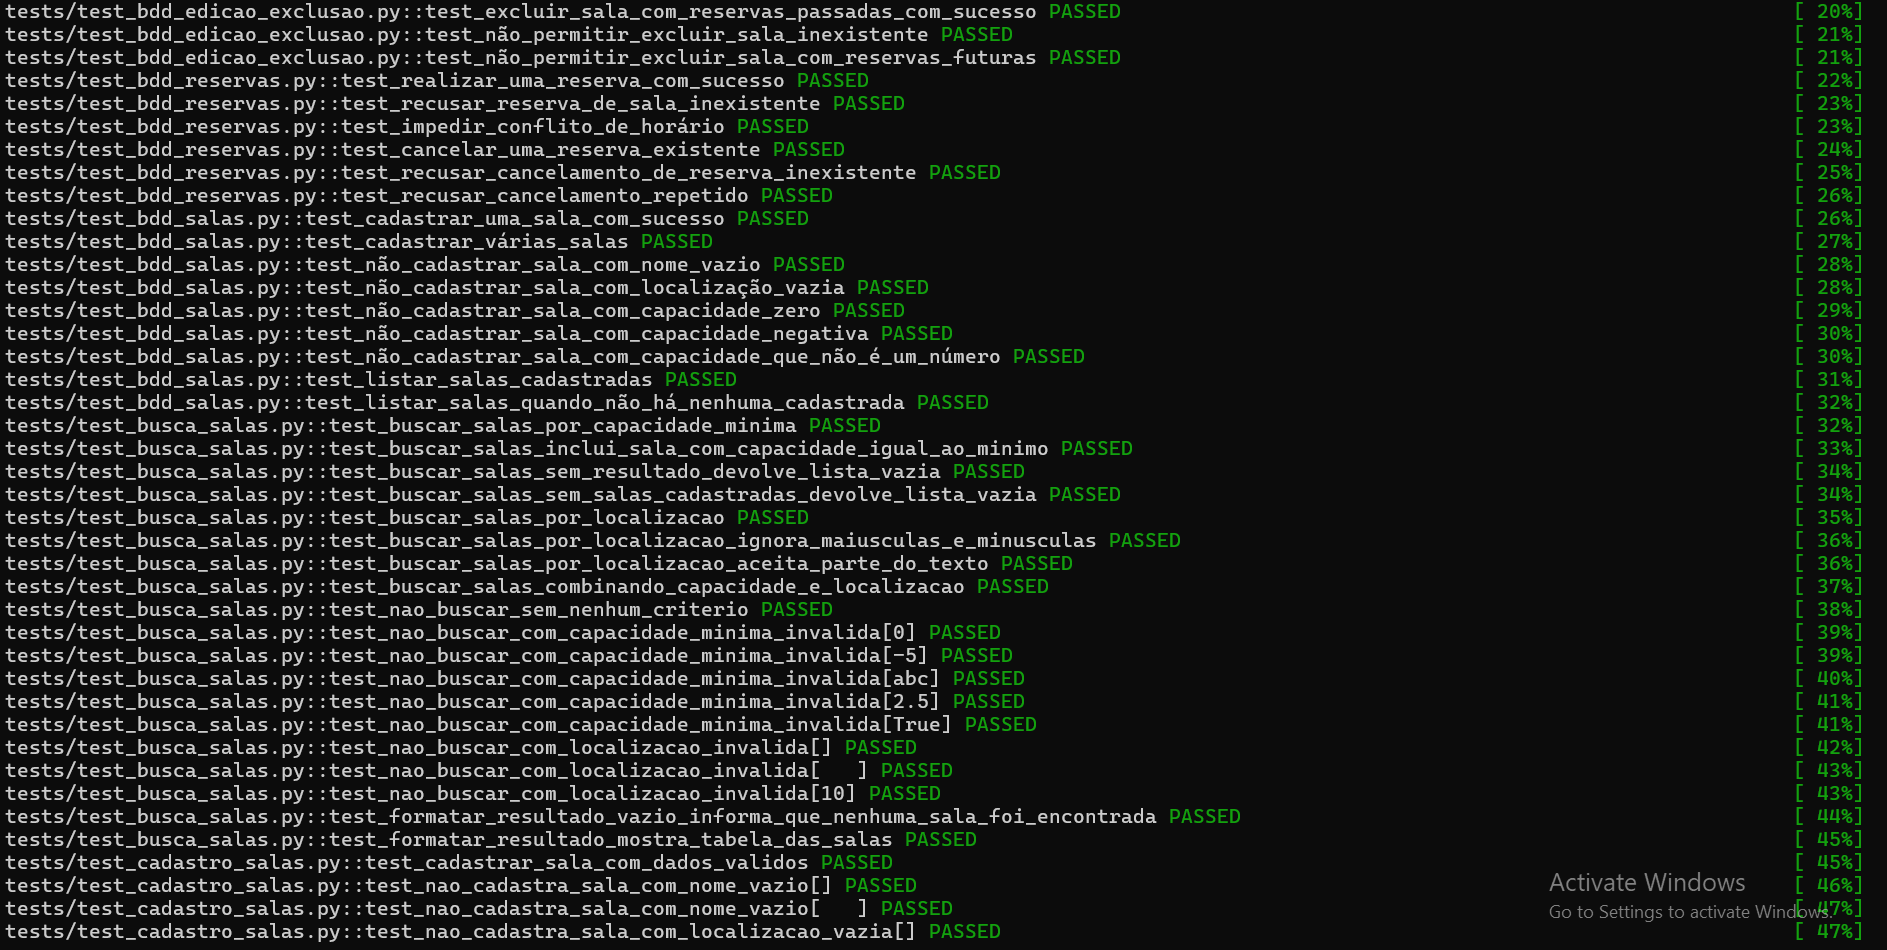 tests/test_bdd_edicao_exclusao.py::test_excluir_sala_com_reservas_passadas_com_sucesso PASSED [ 20%]
tests/test_bdd_edicao_exclusao.py::test_não_permitir_excluir_sala_inexistente PASSED [ 21%]
tests/test_bdd_edicao_exclusao.py::test_não_permitir_excluir_sala_com_reservas_futuras PASSED [ 21%]
tests/test_bdd_reservas.py::test_realizar_uma_reserva_com_sucesso PASSED [ 22%]
tests/test_bdd_reservas.py::test_recusar_reserva_de_sala_inexistente PASSED [ 23%]
tests/test_bdd_reservas.py::test_impedir_conflito_de_horário PASSED [ 23%]
tests/test_bdd_reservas.py::test_cancelar_uma_reserva_existente PASSED [ 24%]
tests/test_bdd_reservas.py::test_recusar_cancelamento_de_reserva_inexistente PASSED [ 25%]
tests/test_bdd_reservas.py::test_recusar_cancelamento_repetido PASSED [ 26%]
tests/test_bdd_salas.py::test_cadastrar_uma_sala_com_sucesso PASSED [ 26%]
tests/test_bdd_salas.py::test_cadastrar_várias_salas PASSED [ 27%]
tests/test_bdd_salas.py::test_não_cadastrar_sala_com_nome_vazio PASSED [ 28%]
tests/test_bdd_salas.py::test_não_cadastrar_sala_com_localização_vazia PASSED [ 28%]
tests/test_bdd_salas.py::test_não_cadastrar_sala_com_capacidade_zero PASSED [ 29%]
tests/test_bdd_salas.py::test_não_cadastrar_sala_com_capacidade_negativa PASSED [ 30%]
tests/test_bdd_salas.py::test_não_cadastrar_sala_com_capacidade_que_não_é_um_número PASSED [ 30%]
tests/test_bdd_salas.py::test_listar_salas_cadastradas PASSED [ 31%]
tests/test_bdd_salas.py::test_listar_salas_quando_não_há_nenhuma_cadastrada PASSED [ 32%]
tests/test_busca_salas.py::test_buscar_salas_por_capacidade_minima PASSED [ 32%]
tests/test_busca_salas.py::test_buscar_salas_inclui_sala_com_capacidade_igual_ao_minimo PASSED [ 33%]
tests/test_busca_salas.py::test_buscar_salas_sem_resultado_devolve_lista_vazia PASSED [ 34%]
tests/test_busca_salas.py::test_buscar_salas_sem_salas_cadastradas_devolve_lista_vazia PASSED [ 34%]
tests/test_busca_salas.py::test_buscar_salas_por_localizacao PASSED [ 35%]
tests/test_busca_salas.py::test_buscar_salas_por_localizacao_ignora_maiusculas_e_minusculas PASSED [ 36%]
tests/test_busca_salas.py::test_buscar_salas_por_localizacao_aceita_parte_do_texto PASSED [ 36%]
tests/test_busca_salas.py::test_buscar_salas_combinando_capacidade_e_localizacao PASSED [ 37%]
tests/test_busca_salas.py::test_nao_buscar_sem_nenhum_criterio PASSED [ 38%]
tests/test_busca_salas.py::test_nao_buscar_com_capacidade_minima_invalida[0] PASSED [ 39%]
tests/test_busca_salas.py::test_nao_buscar_com_capacidade_minima_invalida[-5] PASSED [ 39%]
tests/test_busca_salas.py::test_nao_buscar_com_capacidade_minima_invalida[abc] PASSED [ 40%]
tests/test_busca_salas.py::test_nao_buscar_com_capacidade_minima_invalida[2.5] PASSED [ 41%]
tests/test_busca_salas.py::test_nao_buscar_com_capacidade_minima_invalida[True] PASSED [ 41%]
tests/test_busca_salas.py::test_nao_buscar_com_localizacao_invalida[] PASSED [ 42%]
tests/test_busca_salas.py::test_nao_buscar_com_localizacao_invalida[   ] PASSED [ 43%]
tests/test_busca_salas.py::test_nao_buscar_com_localizacao_invalida[10] PASSED [ 43%]
tests/test_busca_salas.py::test_formatar_resultado_vazio_informa_que_nenhuma_sala_foi_encontrada PASSED [ 44%]
tests/test_busca_salas.py::test_formatar_resultado_mostra_tabela_das_salas PASSED [ 45%]
tests/test_cadastro_salas.py::test_cadastrar_sala_com_dados_validos PASSED [ 45%]
tests/test_cadastro_salas.py::test_nao_cadastra_sala_com_nome_vazio[] PASSED [ 46%]
tests/test_cadastro_salas.py::test_nao_cadastra_sala_com_nome_vazio[   ] PASSED [ 47%]
tests/test_cadastro_salas.py::test_nao_cadastra_sala_com_localizacao_vazia[] PASSED [ 47%]
Activate Windows
Go to Settings to activate Windows.